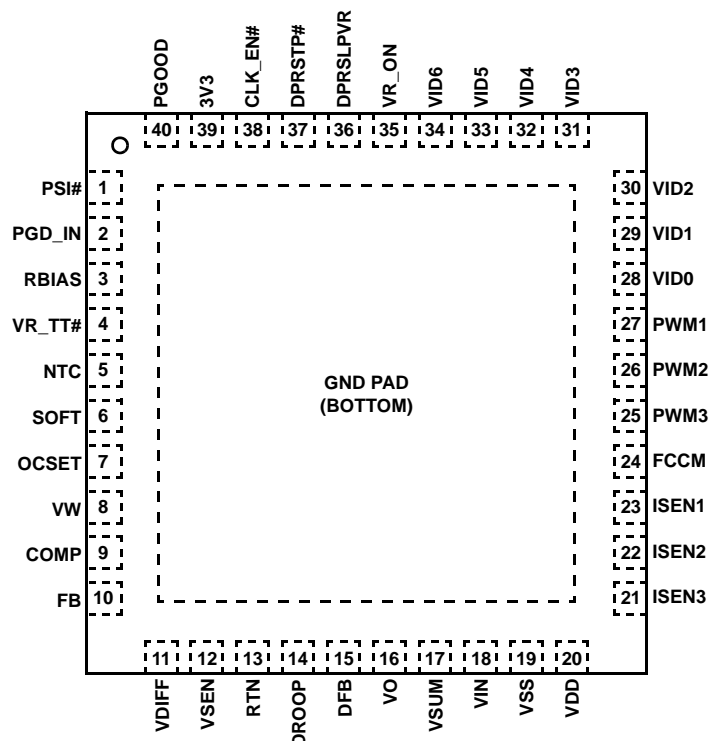 PGOOD
3V3
CLK_EN#
DPRSTP#
DPRSLPVR
VR_ON
VID6
VID5
VID4
VID3
40
39
38
37
36
35
34
33
32
31
PSI# 1
PGD_IN 2
RBIAS 3
VR_TT# 4
NTC 5
SOFT 6
OCSET 7
VW 8
COMP 9
FB 10
GND PAD
(BOTTOM)
30 VID2
29 VID1
28 VID0
27 PWM1
26 PWM2
25 PWM3
24 FCCM
23 ISEN1
22 ISEN2
21 ISEN3
11
12
13
14
15
16
17
18
19
20
VDIFF
VSEN
RTN
DROOP
DFB
VO
VSUM
VIN
VSS
VDD